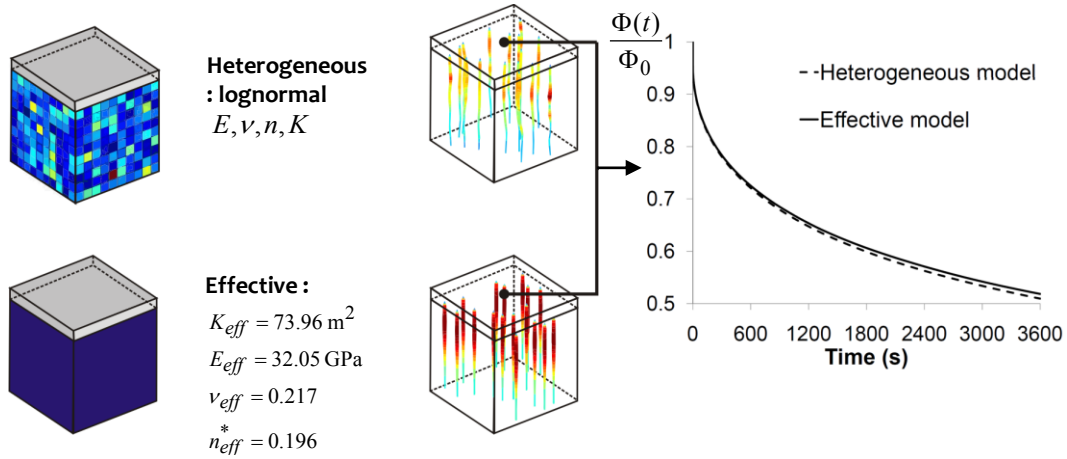 Heterogeneous
: lognormal
E, ν, n, K
Effective :
K_eff = 73.96 m²
E_eff = 32.05 GPa
ν_eff = 0.217
n*_eff = 0.196
Φ(t)
Φ₀
1
0.9
0.8
0.7
0.6
0.5
Heterogeneous model
Effective model
0 600 1200 1800 2400 3000 3600
Time (s)